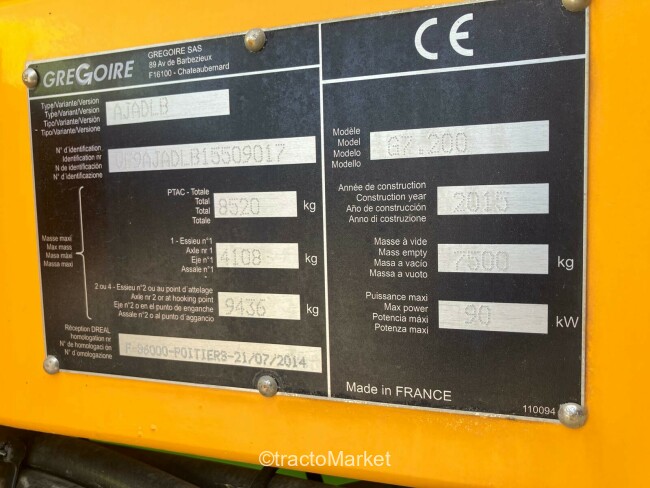 GREGOIRE
GREGOIRE SAS
89 Av de Barbezieux
F16100 - Chateaubernard
Type/Variante/Version
Type/Variant/Version
Tipo/Variante/Versión
Tipo/Variante/Versione
AJADLB
N° d'identification
Identification nr
N de identificación
N° d'identificazione
VE9AJADLB15509017
PTAC - Totale
Total
Total
Totale
8520 kg
Masse maxi
Max mass
Masa máxi
Massa maxi
1 - Essieu n°1
Axle nr 1
Eje n°1
Assale n°1
4108 kg
2 ou 4 - Essieu n°2 ou au point d'attelage
Axle nr 2 or at hooking point
Eje n°2 o en el punto de enganche
Assale n°2 o al punto d'aggancio
9436 kg
Réception DREAL
homologation nr
N° de homologación
N° d'omologazione
F-86000-POITIERS-21/07/2014
CE
Modèle
Model
Modelo
Modello
G7.200
Année de construction
Construction year
Año de construcción
Anno di costruzione
2015
Masse à vide
Mass empty
Masa a vacio
Massa a vuoto
7500 kg
Puissance maxi
Max power
Potencia máxi
Potenza maxi
90 kW
Made in FRANCE
110094
©tractoMarket